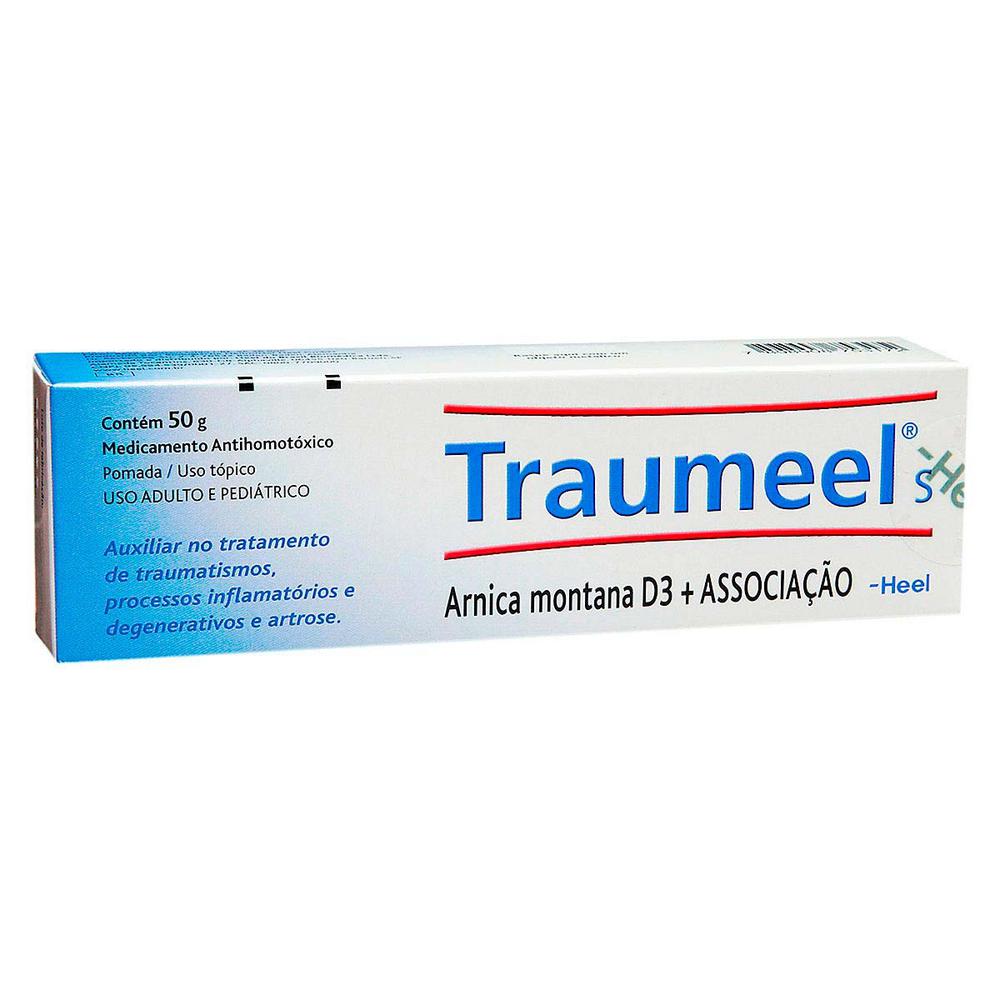 Contém 50 g
Medicamento Antihomotóxico
Pomada / Uso tópico
USO ADULTO E PEDIÁTRICO
Auxiliar no tratamento
de traumatismos,
processos inflamatórios e
degenerativos e artrose.
Traumeel® S
Arnica montana D3 + ASSOCIAÇÃO
-Heel
-He